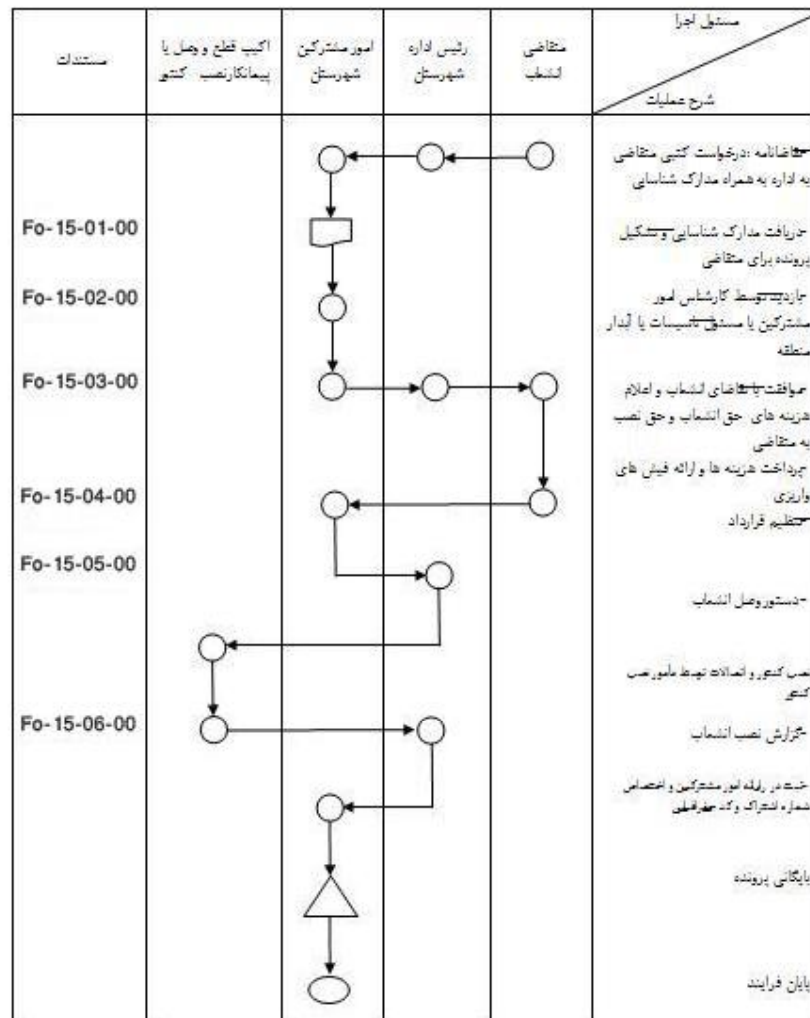 مسئول اجرا
شرح عملیات
متقاضی
انشعاب
رئیس اداره
شهرستان
امور مشترکین
شهرستان
اکیپ قطع و وصل یا
پیمانکارنصب کنتور
مستندات
-تقاضانامه :درخواست کتبی متقاضی
به اداره به همراه مدارک شناسایی
-دریافت مدارک شناسایی و تشکیل
پرونده برای متقاضی
Fo-15-01-00
-بازدید توسط کارشناس امور
مشترکین یا مسئول تاسیسات یا آبدار
منطقه
Fo-15-02-00
-موافقت با تقاضای انشعاب و اعلام
هزینه های حق انشعاب و حق نصب
به متقاضی
Fo-15-03-00
-پرداخت هزینه ها و ارائه فیش های
واریزی
-تنظیم قرارداد
Fo-15-04-00
Fo-15-05-00
-دستور وصل انشعاب
نصب کنتور و اتصالات توسط مأمور نصب
کنتور
-گزارش نصب انشعاب
Fo-15-06-00
-ثبت در رایانه امور مشترکین و اختصاص
شماره اشتراک و کد جغرافیایی
بایگانی پرونده
پایان فرایند